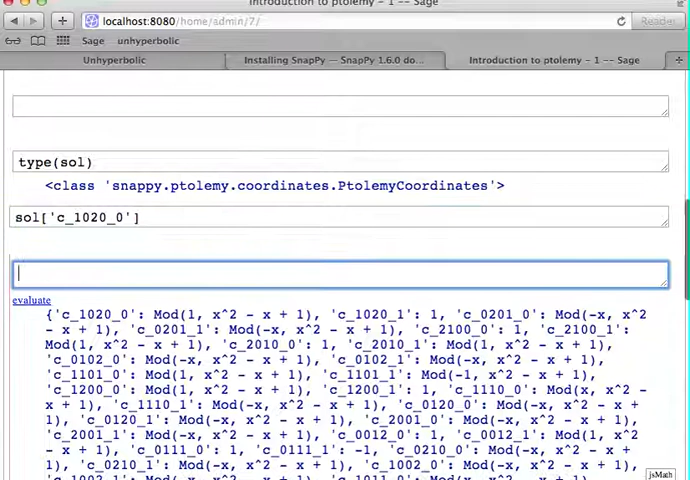 Introduction to ptolemy - 1 -- Sage
localhost:8080/home/admin/7/
Reader
Sage unhyperbolic
Unhyperbolic
Installing SnapPy — SnapPy 1.6.0 do...
Introduction to ptolemy - 1 -- Sage
type(sol)
<class 'snappy.ptolemy.coordinates.PtolemyCoordinates'>
sol['c_1020_0']
evaluate
{'c_1020_0': Mod(1, x^2 - x + 1), 'c_1020_1': 1, 'c_0201_0': Mod(-x, x^2
- x + 1), 'c_0201_1': Mod(-x, x^2 - x + 1), 'c_2100_0': 1, 'c_2100_1':
Mod(1, x^2 - x + 1), 'c_2010_0': 1, 'c_2010_1': Mod(1, x^2 - x + 1),
'c_0102_0': Mod(-x, x^2 - x + 1), 'c_0102_1': Mod(-x, x^2 - x + 1),
'c_1101_0': Mod(1, x^2 - x + 1), 'c_1101_1': Mod(-1, x^2 - x + 1),
'c_1200_0': Mod(1, x^2 - x + 1), 'c_1200_1': 1, 'c_1110_0': Mod(x, x^2 -
x + 1), 'c_1110_1': Mod(-x, x^2 - x + 1), 'c_0120_0': Mod(-x, x^2 - x +
1), 'c_0120_1': Mod(-x, x^2 - x + 1), 'c_2001_0': Mod(-x, x^2 - x + 1),
'c_2001_1': Mod(-x, x^2 - x + 1), 'c_0012_0': 1, 'c_0012_1': Mod(1, x^2
- x + 1), 'c_0111_0': 1, 'c_0111_1': -1, 'c_0210_0': Mod(-x, x^2 - x +
1), 'c_0210_1': Mod(-x, x^2 - x + 1), 'c_1002_0': Mod(-x, x^2 - x + 1),
jsMath